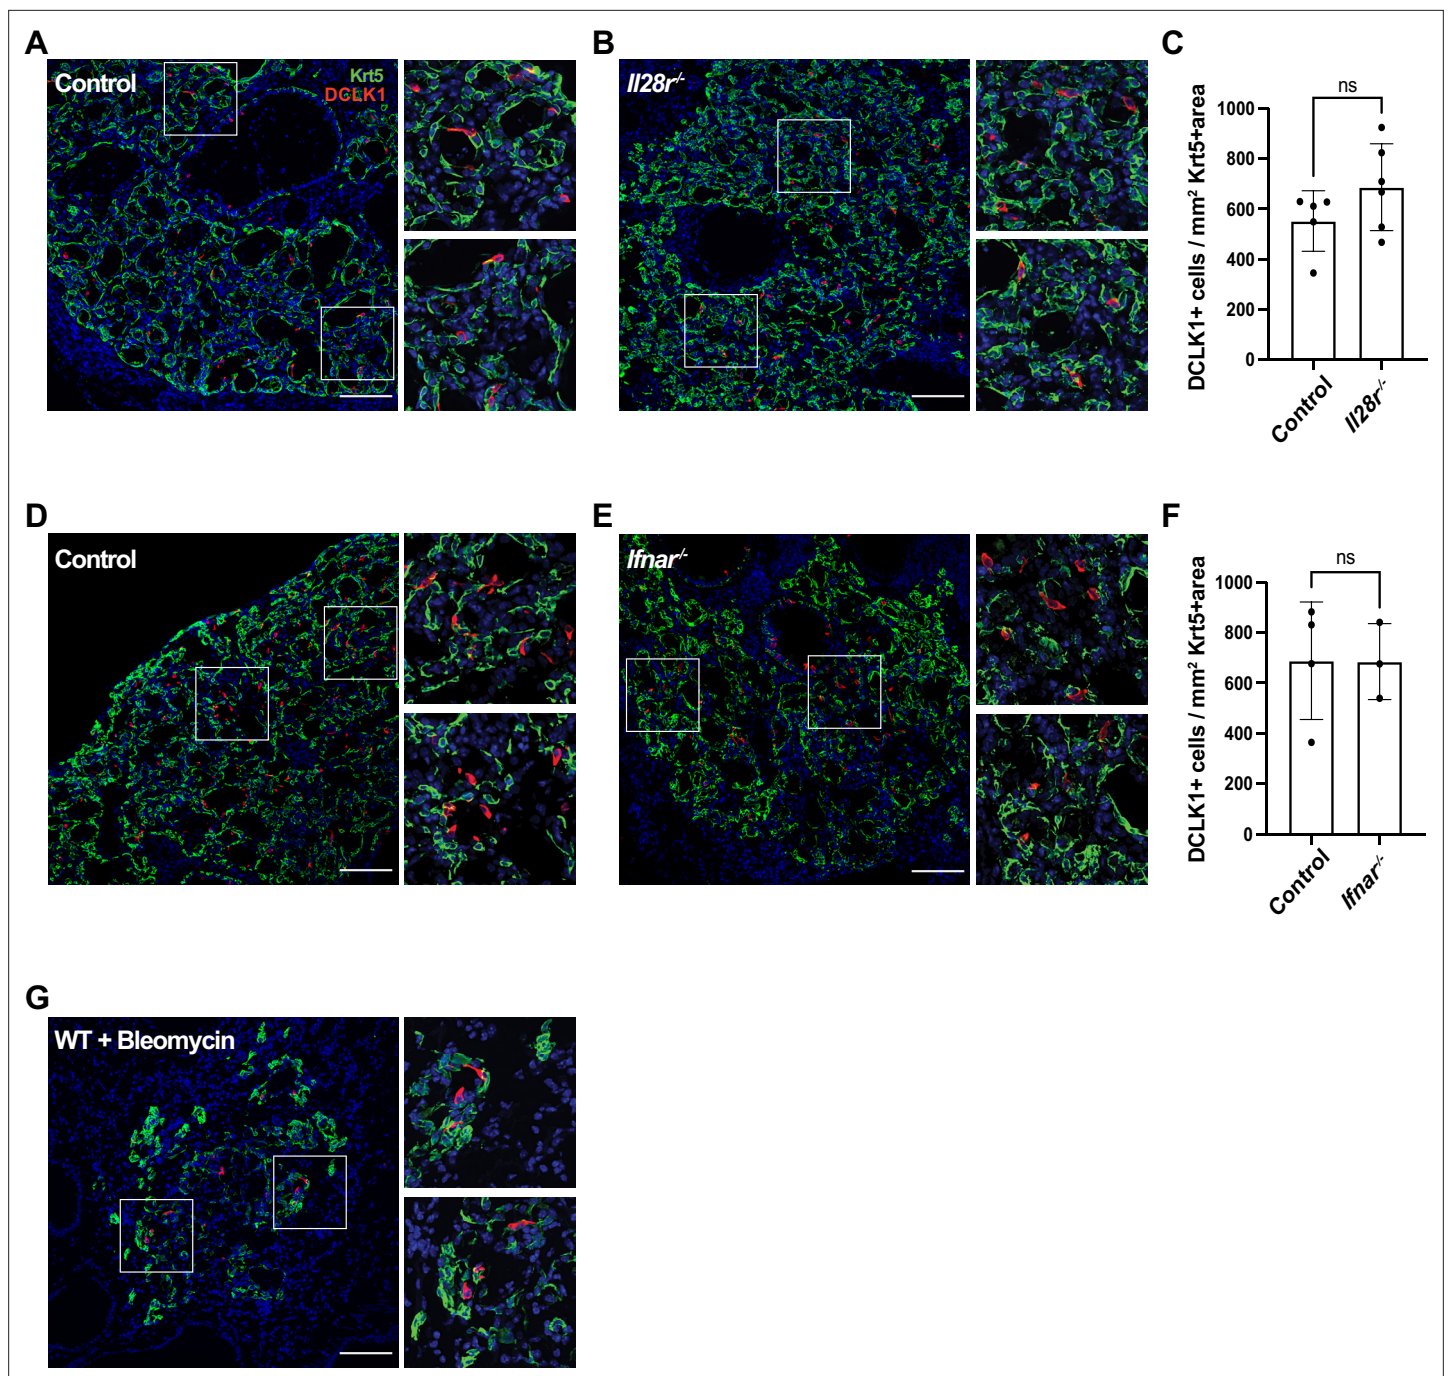 A
Control
Krt5
DCLK1
B
Il28r-/-
C
DCLK1+ cells / mm² Krt5+area
1000
800
600
400
200
0
ns
Control
Il28r-/-
D
Control
E
Ifnar-/-
F
DCLK1+ cells / mm² Krt5+area
1000
800
600
400
200
0
ns
Control
Ifnar-/-
G
WT + Bleomycin